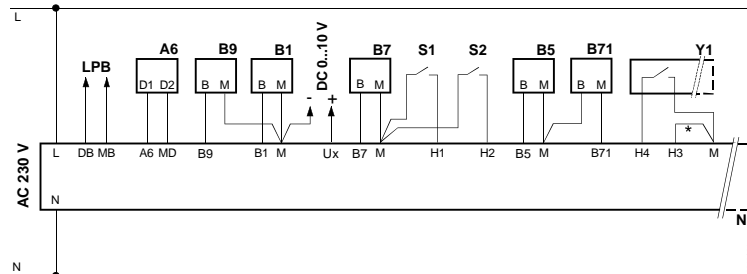 L
LPB
A6
B9
B1
DC 0...10 V
B7
S1
S2
B5
B71
Y1
D1 D2
B M
B M
- +
B M
B M
B M
*
AC 230 V
L DB MB A6 MD B9 B1 M Ux B7 M H1 H2 B5 M B71 H4 H3 M
N
N
N